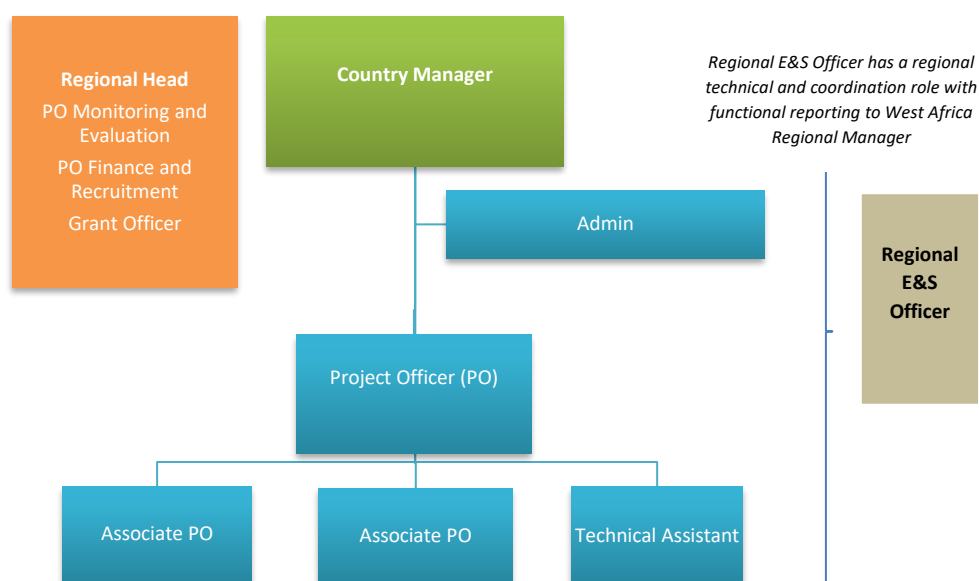 Regional Head
PO Monitoring and
Evaluation
PO Finance and
Recruitment
Grant Officer
Country Manager
Regional E&S Officer has a regional
technical and coordination role with
functional reporting to West Africa
Regional Manager
Admin
Regional
E&S
Officer
Project Officer (PO)
Associate PO
Associate PO
Technical Assistant